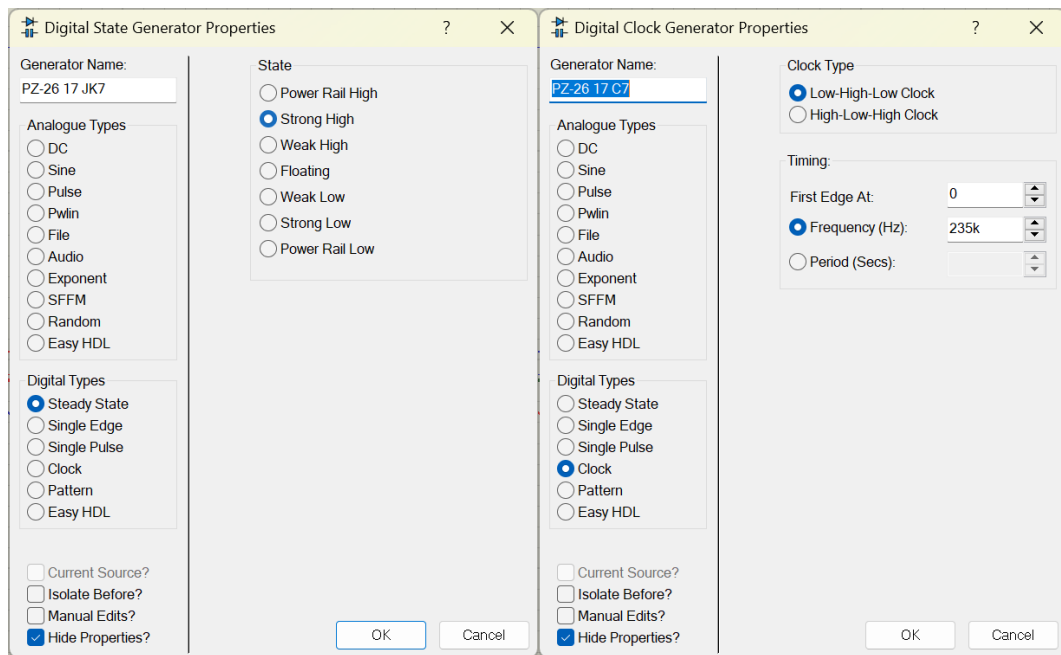 Digital State Generator Properties ? X
Generator Name:
PZ-26 17 JK7
Analogue Types
DC
Sine
Pulse
Pwlin
File
Audio
Exponent
SFFM
Random
Easy HDL
Digital Types
Steady State
Single Edge
Single Pulse
Clock
Pattern
Easy HDL
Current Source?
Isolate Before?
Manual Edits?
Hide Properties?
State
Power Rail High
Strong High
Weak High
Floating
Weak Low
Strong Low
Power Rail Low
OK Cancel
Digital Clock Generator Properties ? X
Generator Name:
PZ-26 17 C7
Analogue Types
DC
Sine
Pulse
Pwlin
File
Audio
Exponent
SFFM
Random
Easy HDL
Digital Types
Steady State
Single Edge
Single Pulse
Clock
Pattern
Easy HDL
Current Source?
Isolate Before?
Manual Edits?
Hide Properties?
Clock Type
Low-High-Low Clock
High-Low-High Clock
Timing:
First Edge At: 0
Frequency (Hz): 235k
Period (Secs):
OK Cancel